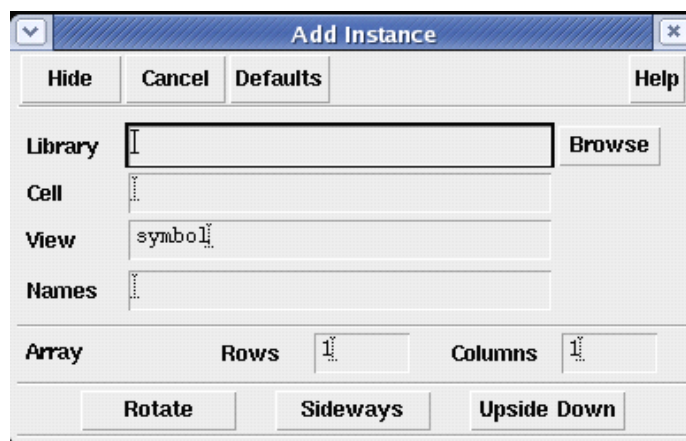 Add Instance
Hide Cancel Defaults Help
Library Browse
Cell
View symbol
Names
Array Rows 1 Columns 1
Rotate Sideways Upside Down